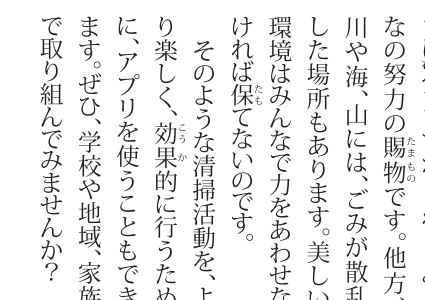 なの努力の賜物です。他方、
川や海、山には、ごみが散乱
した場所もあります。美しい
環境はみんなで力をあわせな
ければ保てないのです。
そのような清掃活動を、よ
り楽しく、効果的に行うため
に、アプリを使うこともでき
ます。ぜひ、学校や地域、家族
で取り組んでみませんか？